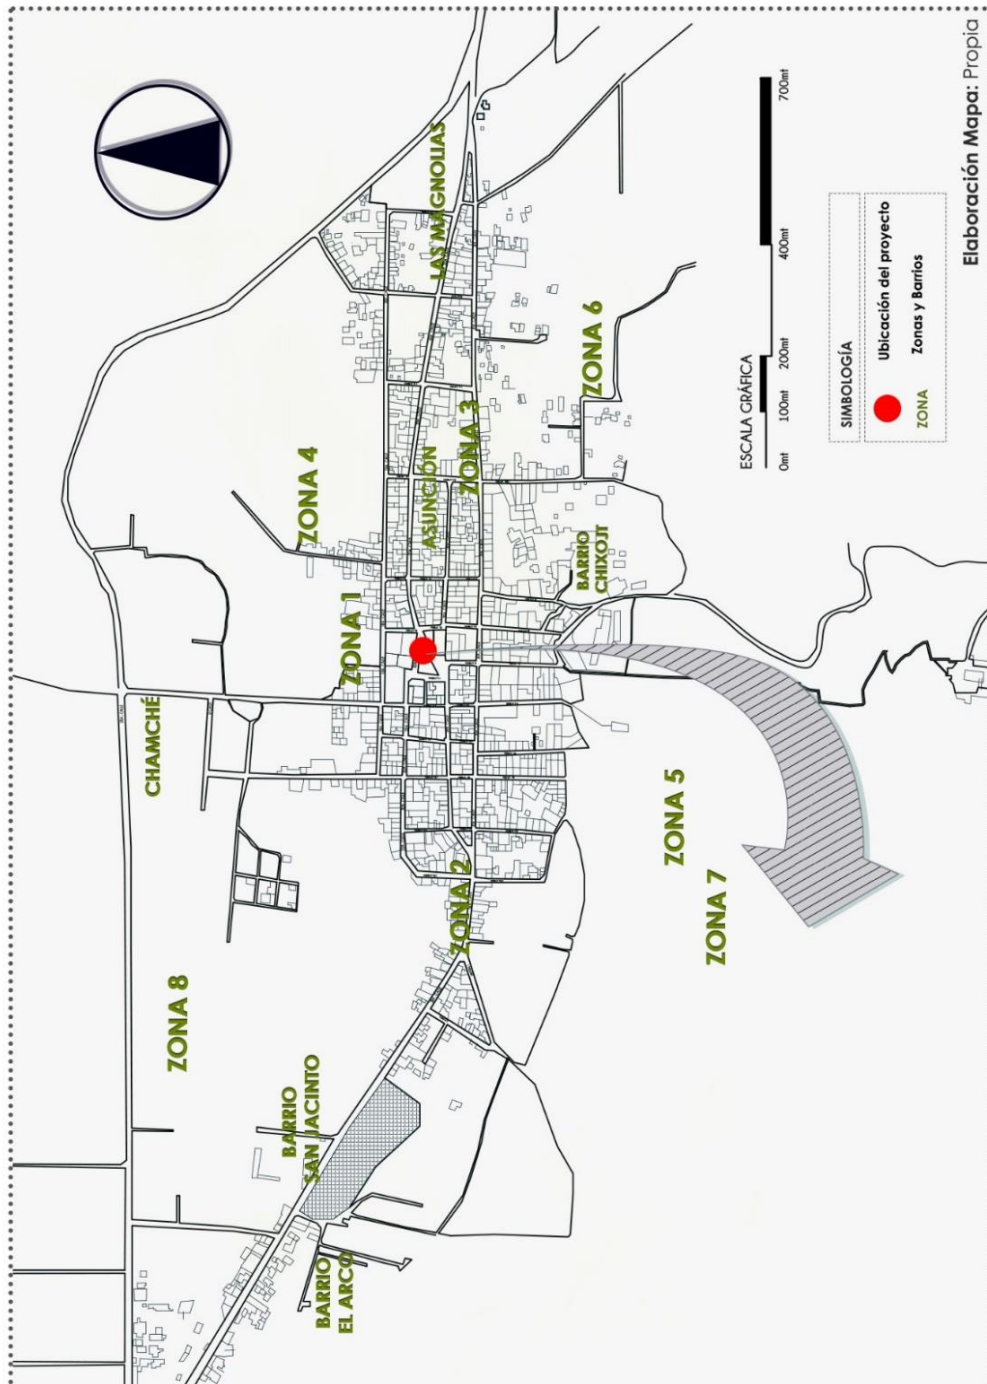 LAS MAGNOLIAS
ZONA 6
ZONA 3
ASUNCIÓN
ZONA 4
BARRIO
CHIXOJT
ZONA 1
CHAMCHÉ
ZONA 5
ZONA 2
ZONA 7
ZONA 8
BARRIO
SAN JACINTO
BARRIO
EL ARCO
ESCALA GRÁFICA
0mt 100mt 200mt 400mt 700mt
SIMBOLOGÍA
Ubicación del proyecto
ZONA Zonas y Barrios
Elaboración Mapa: Propia